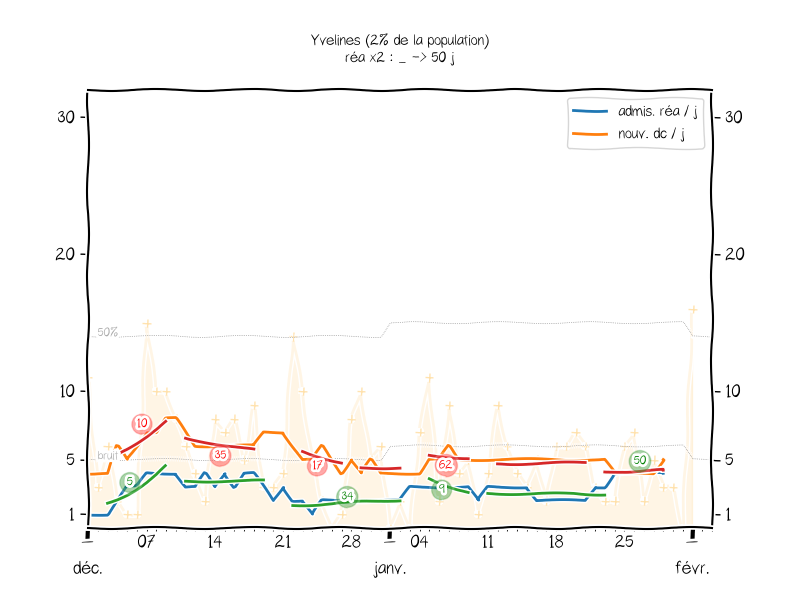 Yvelines (2% de la population)
réa x2 : _ -> 50 j
admis. réa / j
nouv. dc / j
30 30
20 20
50%
10 10
10
35
62
50
bruit
5 5
17
5
34
9
1 1
07 14 21 28 04 11 18 25
déc. janv. févr.